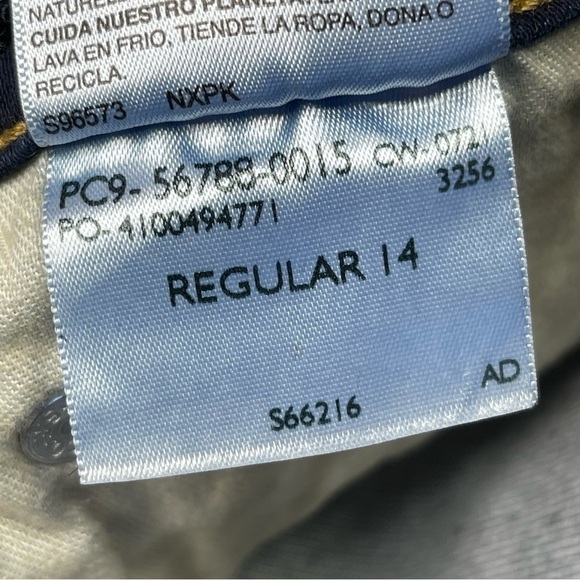 CUIDA NUESTRO PLANETA:
LAVA EN FRIO, TIENDE LA ROPA, DONA O
RECICLA.
S96573 NXPK
PC9- 56788-0015 CW- 0721
PO- 4100494771 3256
REGULAR 14
AD
S66216